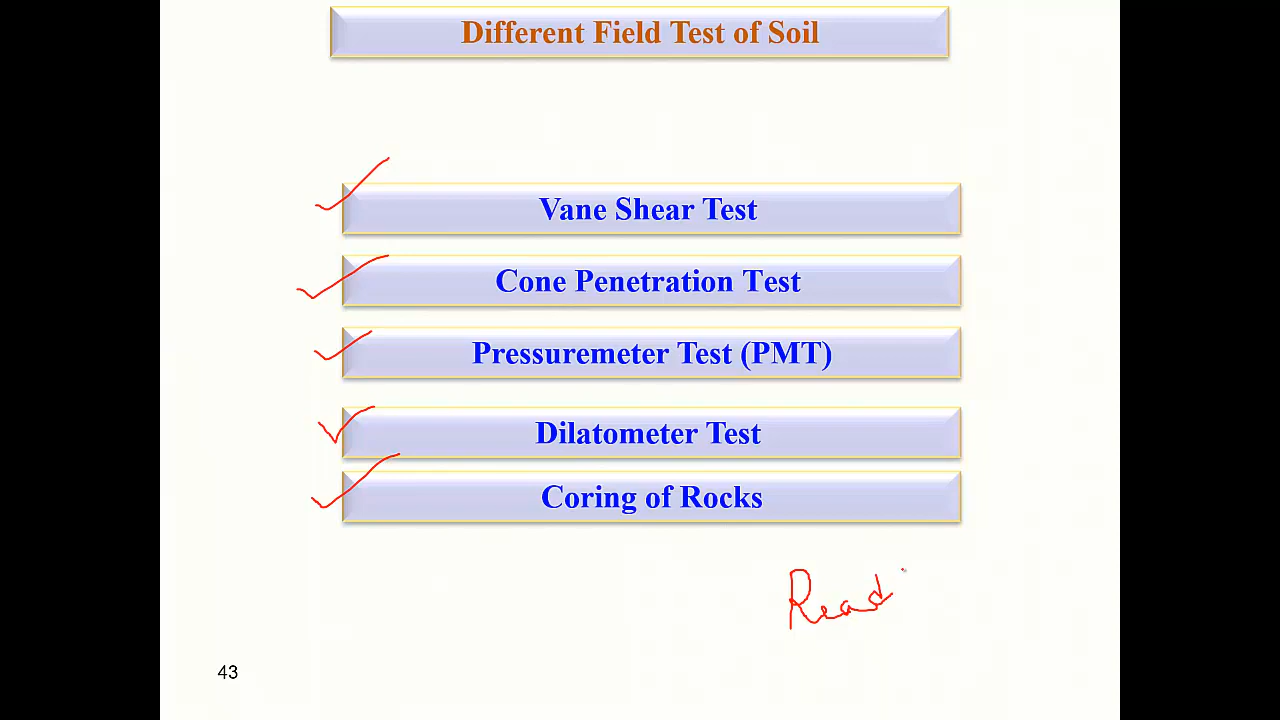 Different Field Test of Soil
Vane Shear Test
Cone Penetration Test
Pressuremeter Test (PMT)
Dilatometer Test
Coring of Rocks
Read
43